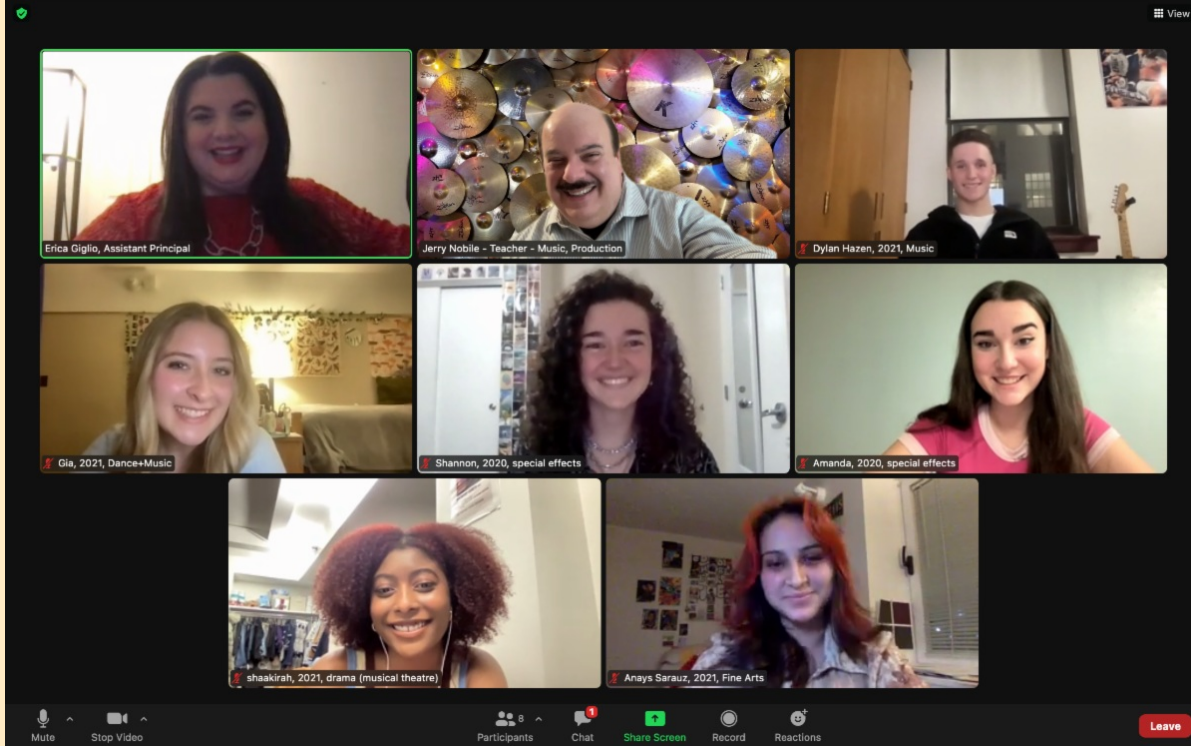 View
Erica Giglio, Assistant Principal
Jerry Nobile - Teacher - Music, Production
Dylan Hazen, 2021, Music
Gia, 2021, Dance+Music
Shannon, 2020, special effects
Amanda, 2020, special effects
shaakirah, 2021, drama (musical theatre)
Anays Sarauz, 2021, Fine Arts
8
1
Mute
Stop Video
Participants
Chat
Share Screen
Record
Reactions
Leave